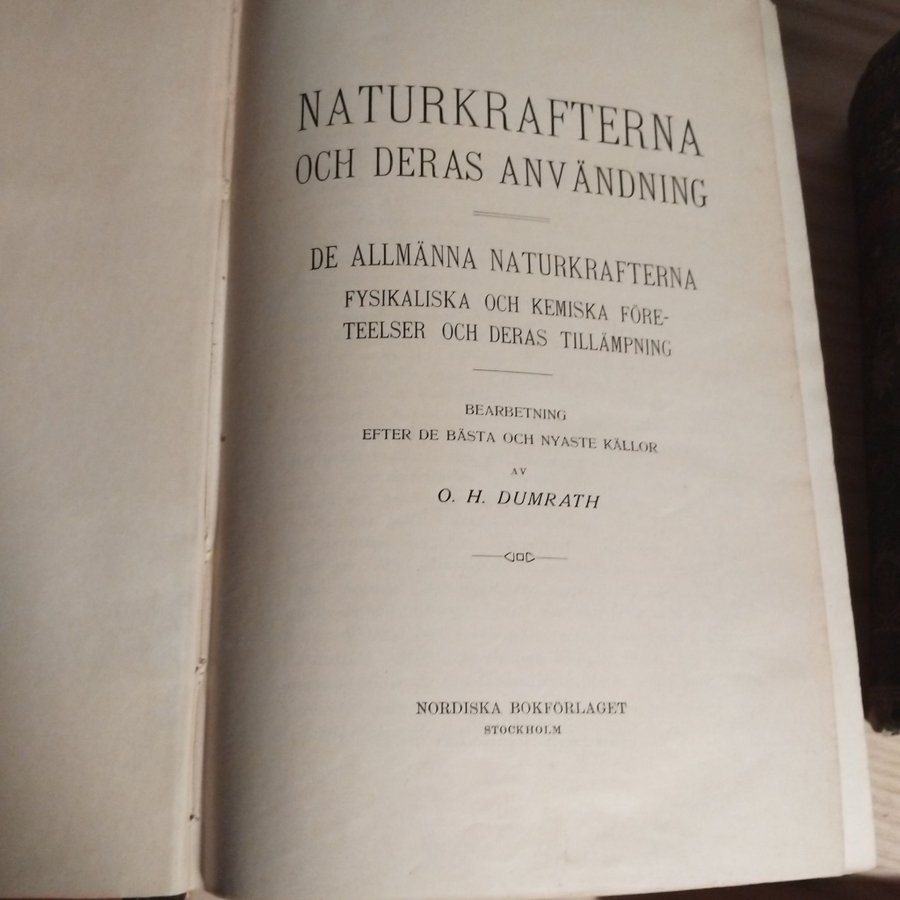 NATURKRAFTERNA
OCH DERAS ANVÄNDNING
DE ALLMÄNNA NATURKRAFTERNA
FYSIKALISKA OCH KEMISKA FÖRE-
TEELSER OCH DERAS TILLÄMPNING
BEARBETNING
EFTER DE BÄSTA OCH NYASTE KÄLLOR
AV
O. H. DUMRATH
NORDISKA BOKFÖRLAGET
STOCKHOLM